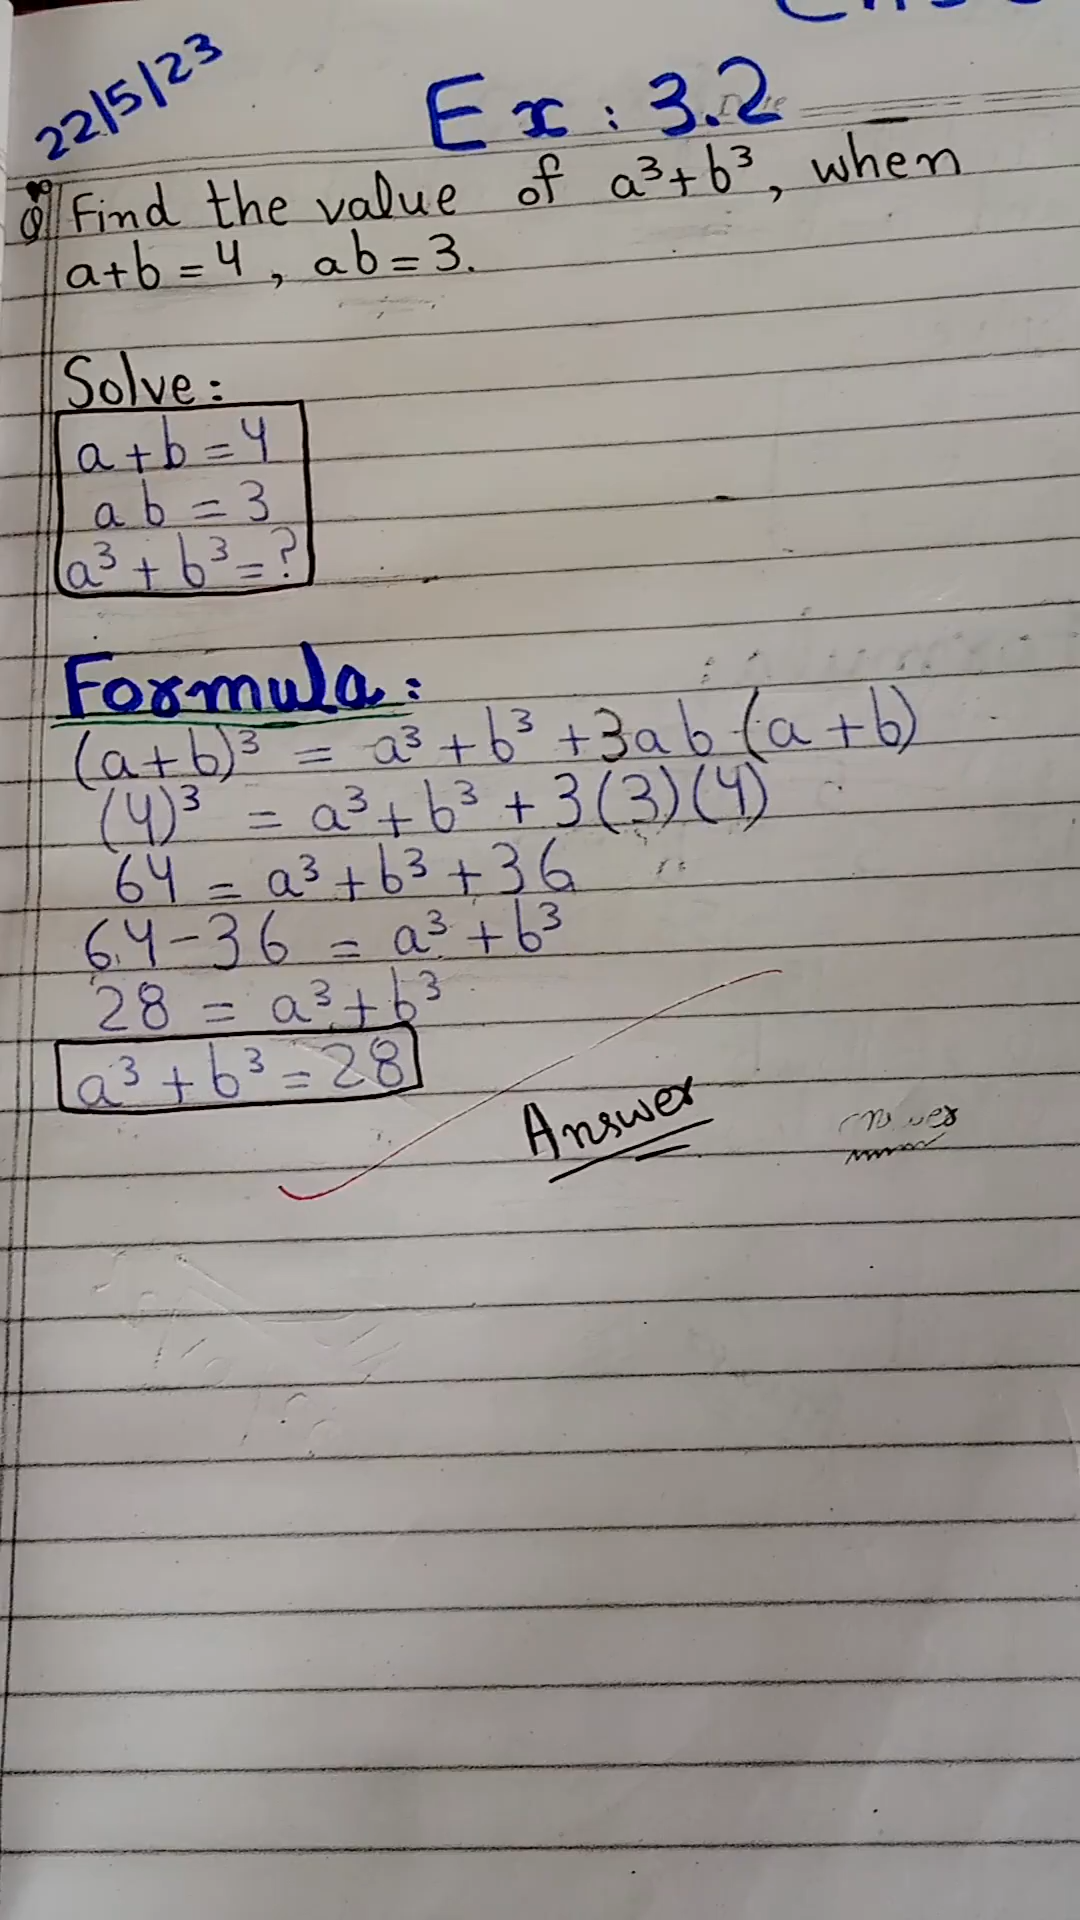 22/5/23
Ex : 3.2
Q Find the value of a³+b³, when
a+b = 4 , ab = 3.
Solve :
a + b = 4
a b = 3
a³ + b³ = ?
Formula :
(a+b)³ = a³ + b³ + 3ab (a + b)
(4)³ = a³ + b³ + 3(3)(4)
64 = a³ + b³ + 36
64 - 36 = a³ + b³
28 = a³ + b³
a³ + b³ = 28
Answer